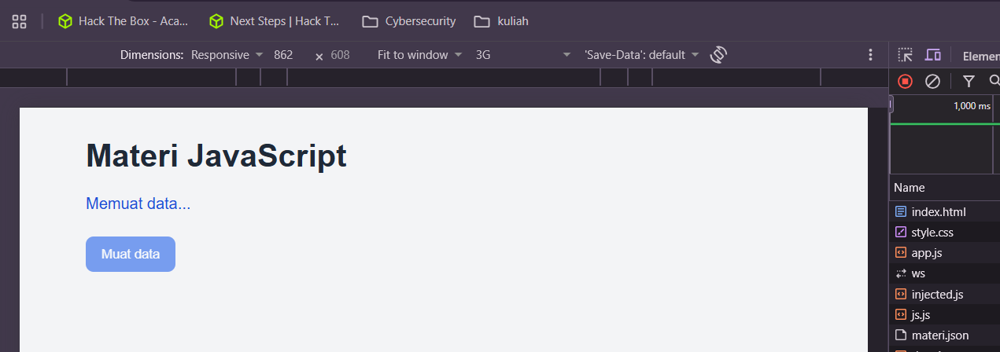 Hack The Box - Aca... Next Steps | Hack T... Cybersecurity kuliah
Dimensions: Responsive 862 × 608 Fit to window 3G 'Save-Data': default
Elemen
1,000 ms
Materi JavaScript
Memuat data...
Muat data
Name
index.html
style.css
app.js
ws
injected.js
js.js
materi.json